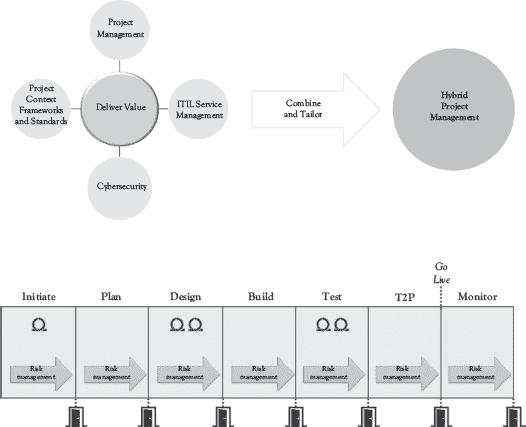 Project
Management
Project
Context
Frameworks
and Standards
Deliver Value
ITIL Service
Management
Cybersecurity
Combine
and Tailor
Hybrid
Project
Management
Go
Live
Initiate
Plan
Design
Build
Test
T2P
Monitor
Risk
management
Risk
management
Risk
management
Risk
management
Risk
management
Risk
management
Risk
management